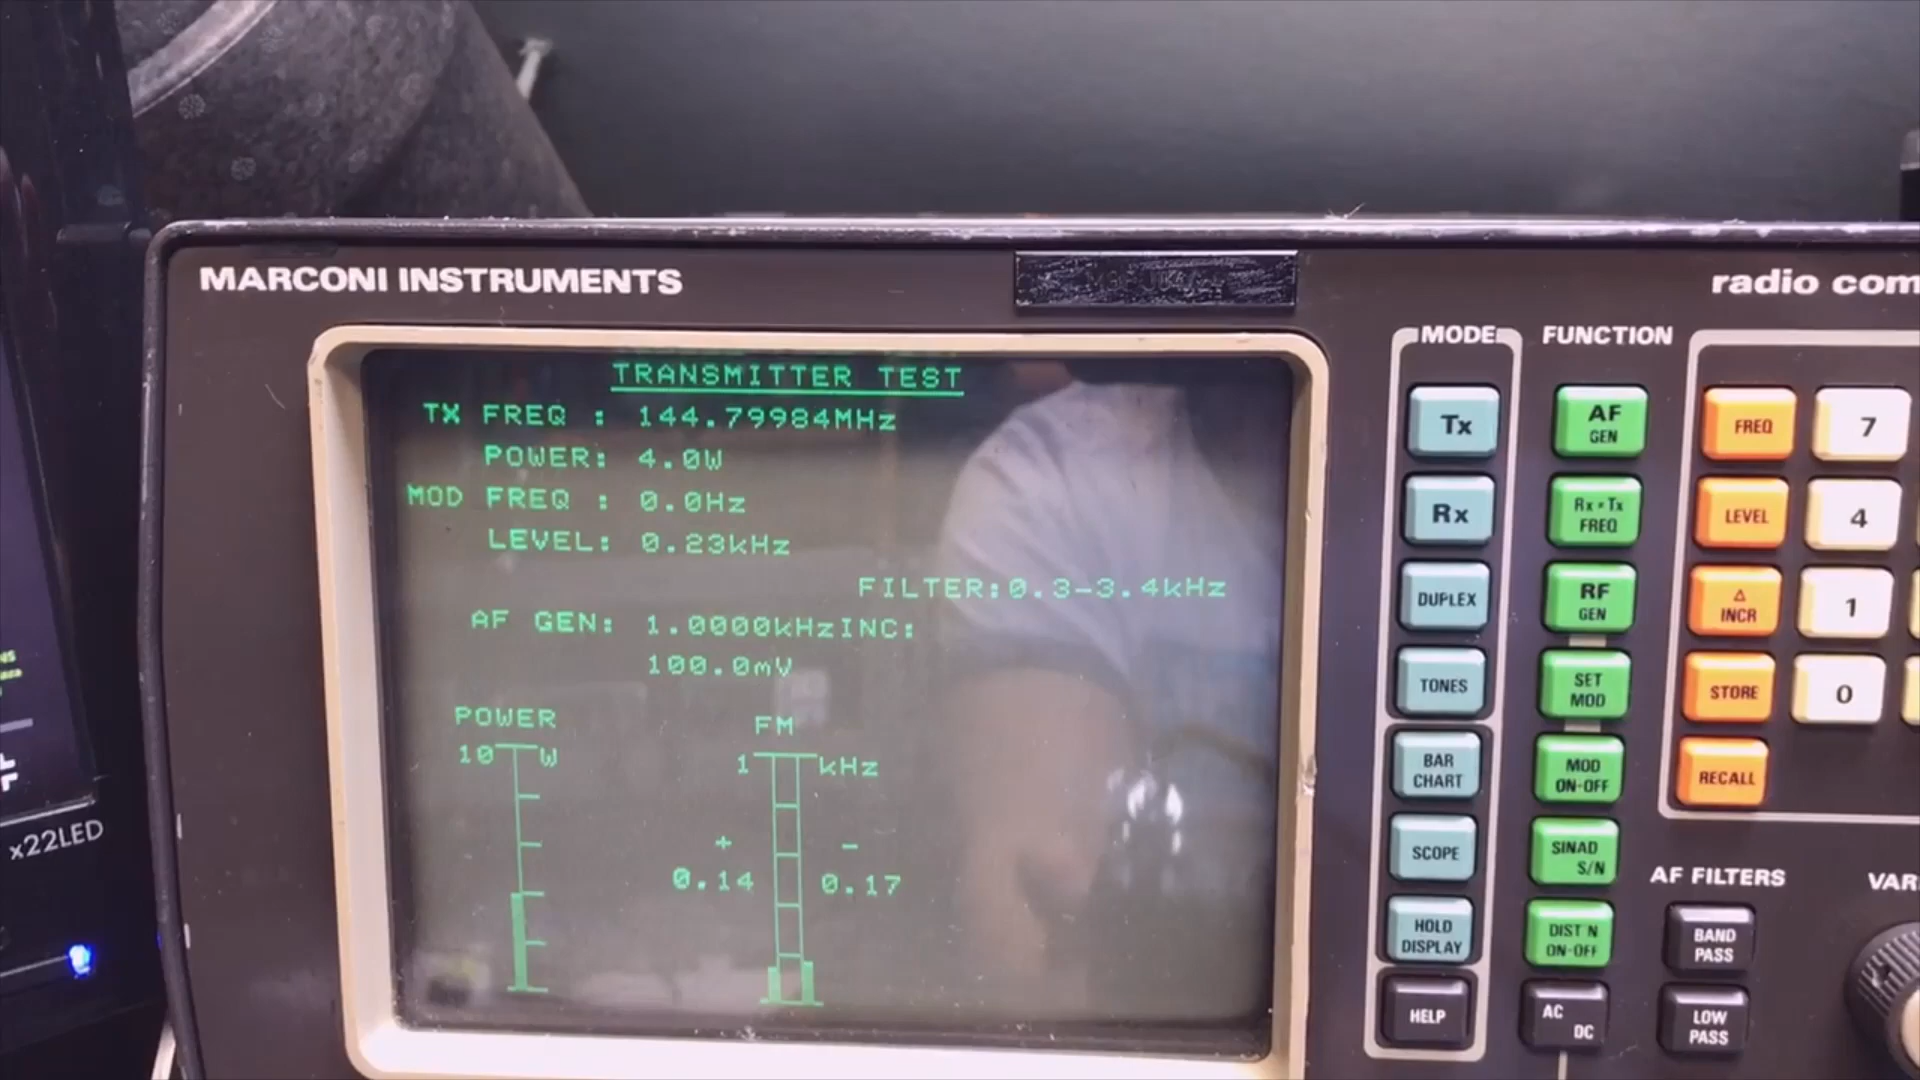 MARCONI INSTRUMENTS
radio com
TRANSMITTER TEST
TX FREQ : 144.79984MHz
POWER: 4.0W
MOD FREQ : 0.0Hz
LEVEL: 0.23kHz
FILTER:0.3-3.4kHz
AF GEN: 1.0000kHzINC:
100.0mV
POWER
10 W
FM
1 kHz
+ -
0.14 0.17
MODE
Tx
Rx
DUPLEX
TONES
BAR
CHART
SCOPE
HOLD
DISPLAY
HELP
FUNCTION
AF
GEN
Rx=Tx
FREQ
RF
GEN
SET
MOD
MOD
ON-OFF
SINAD
S/N
DIST N
ON-OFF
AC
DC
FREQ 7
LEVEL 4
Δ
INCR 1
STORE 0
RECALL
AF FILTERS
BAND
PASS
LOW
PASS
VAR
x22LED